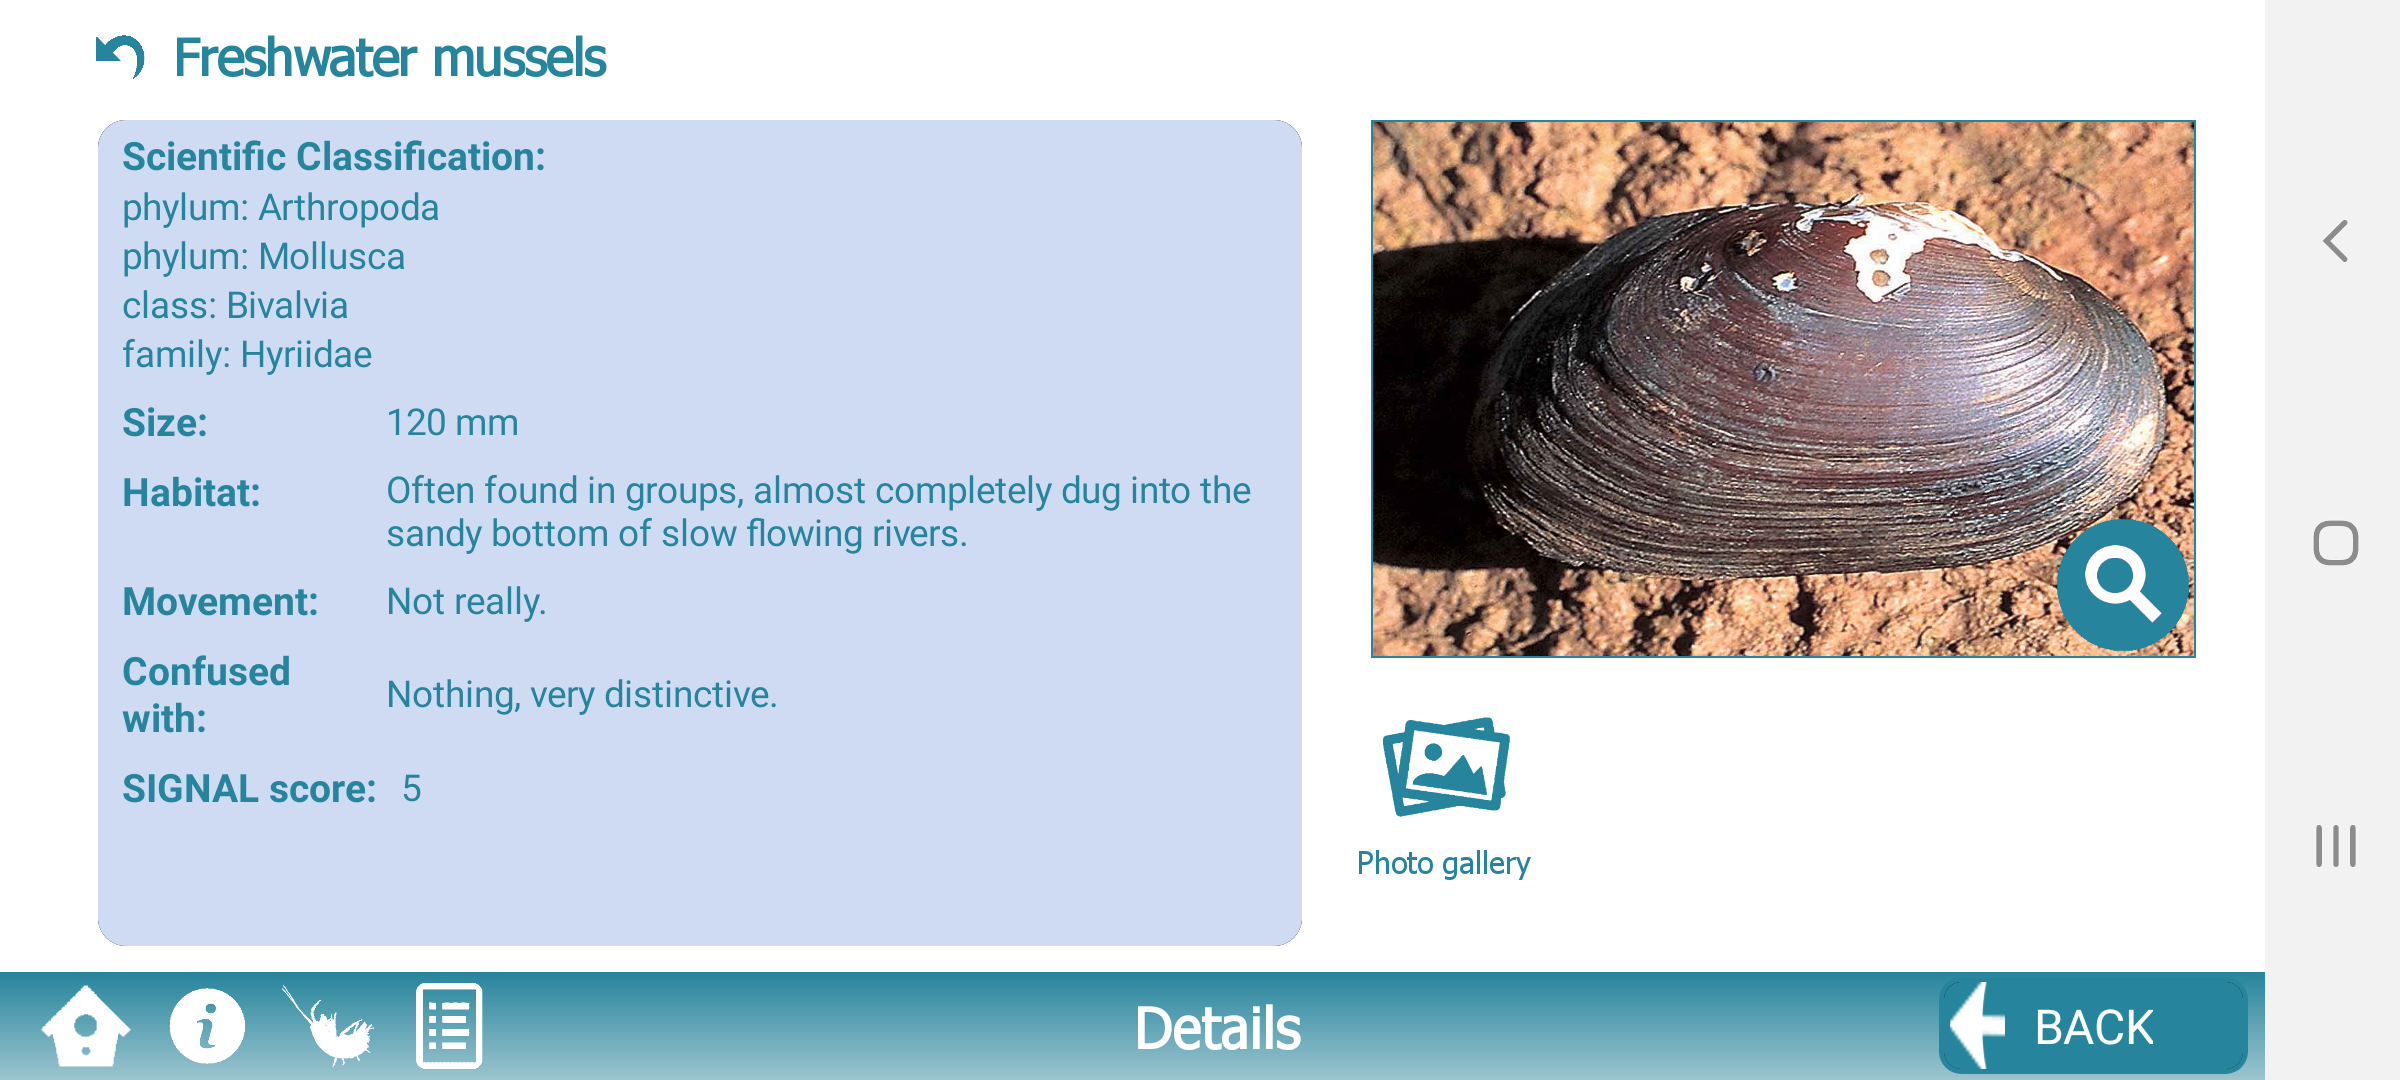 Freshwater mussels
Scientific Classification:
phylum: Arthropoda
phylum: Mollusca
class: Bivalvia
family: Hyriidae
Size: 120 mm
Habitat: Often found in groups, almost completely dug into the
sandy bottom of slow flowing rivers.
Movement: Not really.
Confused
with: Nothing, very distinctive.
SIGNAL score: 5
Photo gallery
Details
BACK